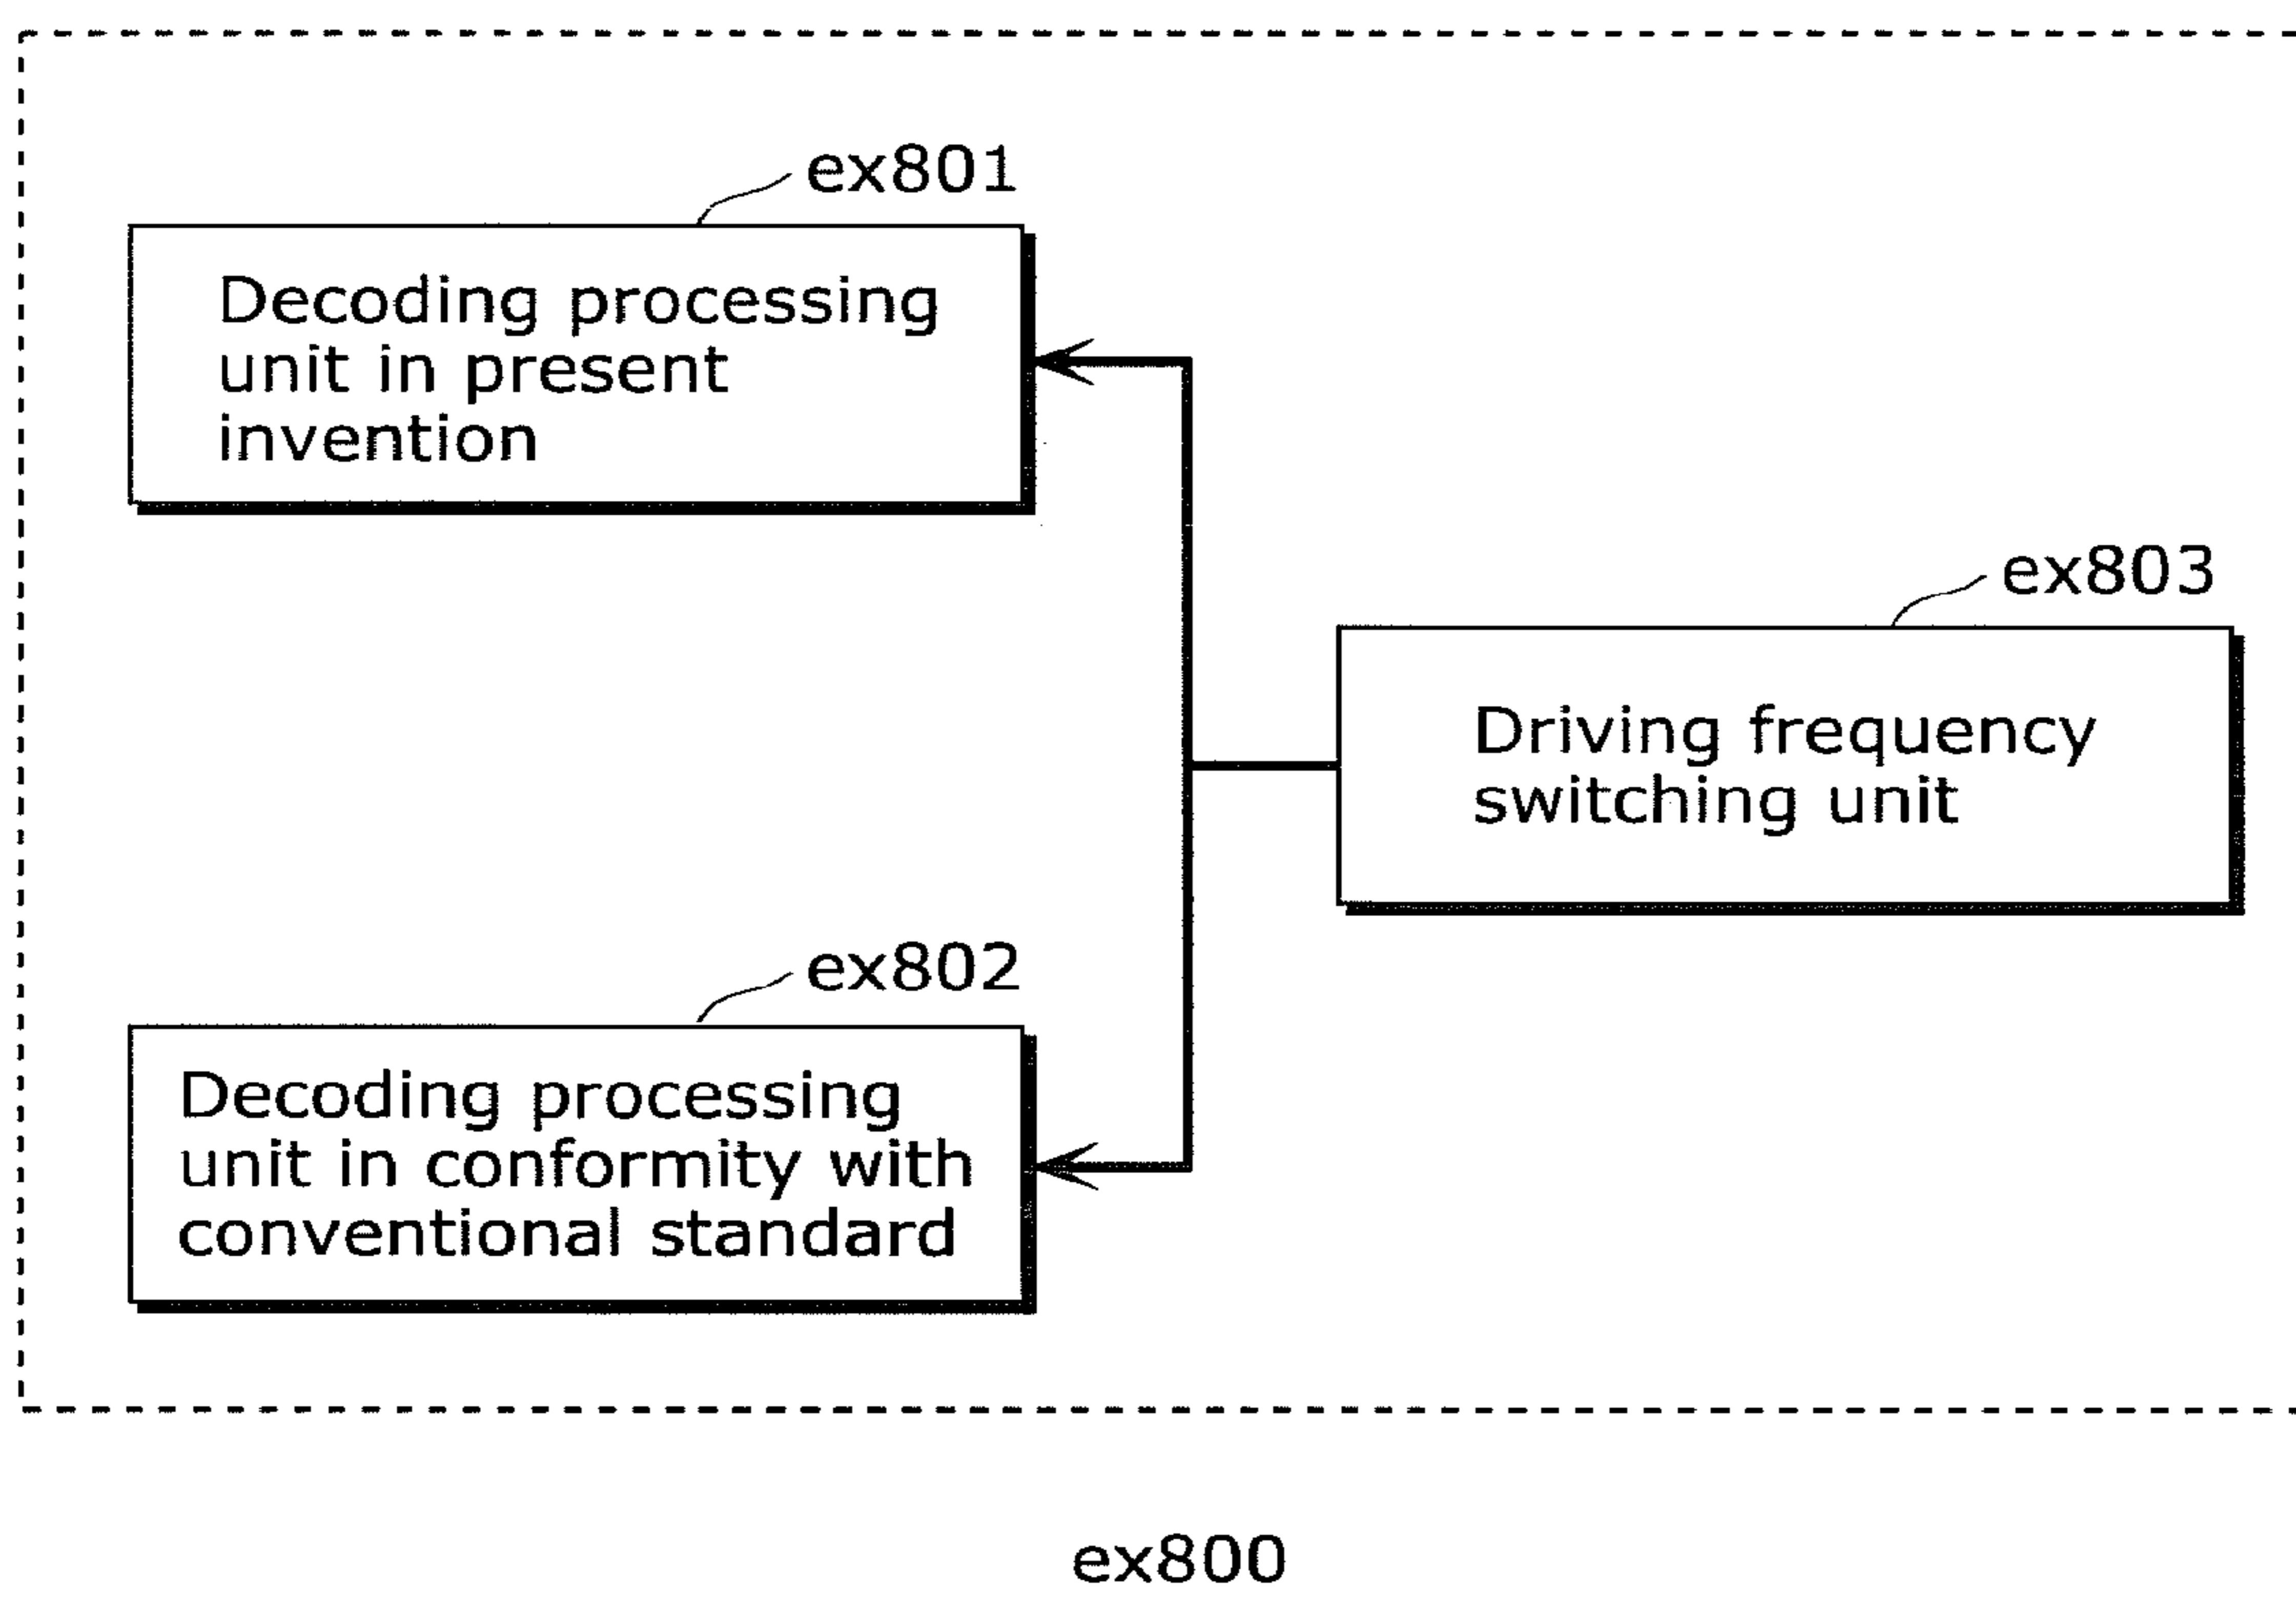 ex801
Decoding processing
unit in present
invention
ex803
Driving frequency
switching unit
ex802
Decoding processing
unit in conformity with
conventional standard
ex800